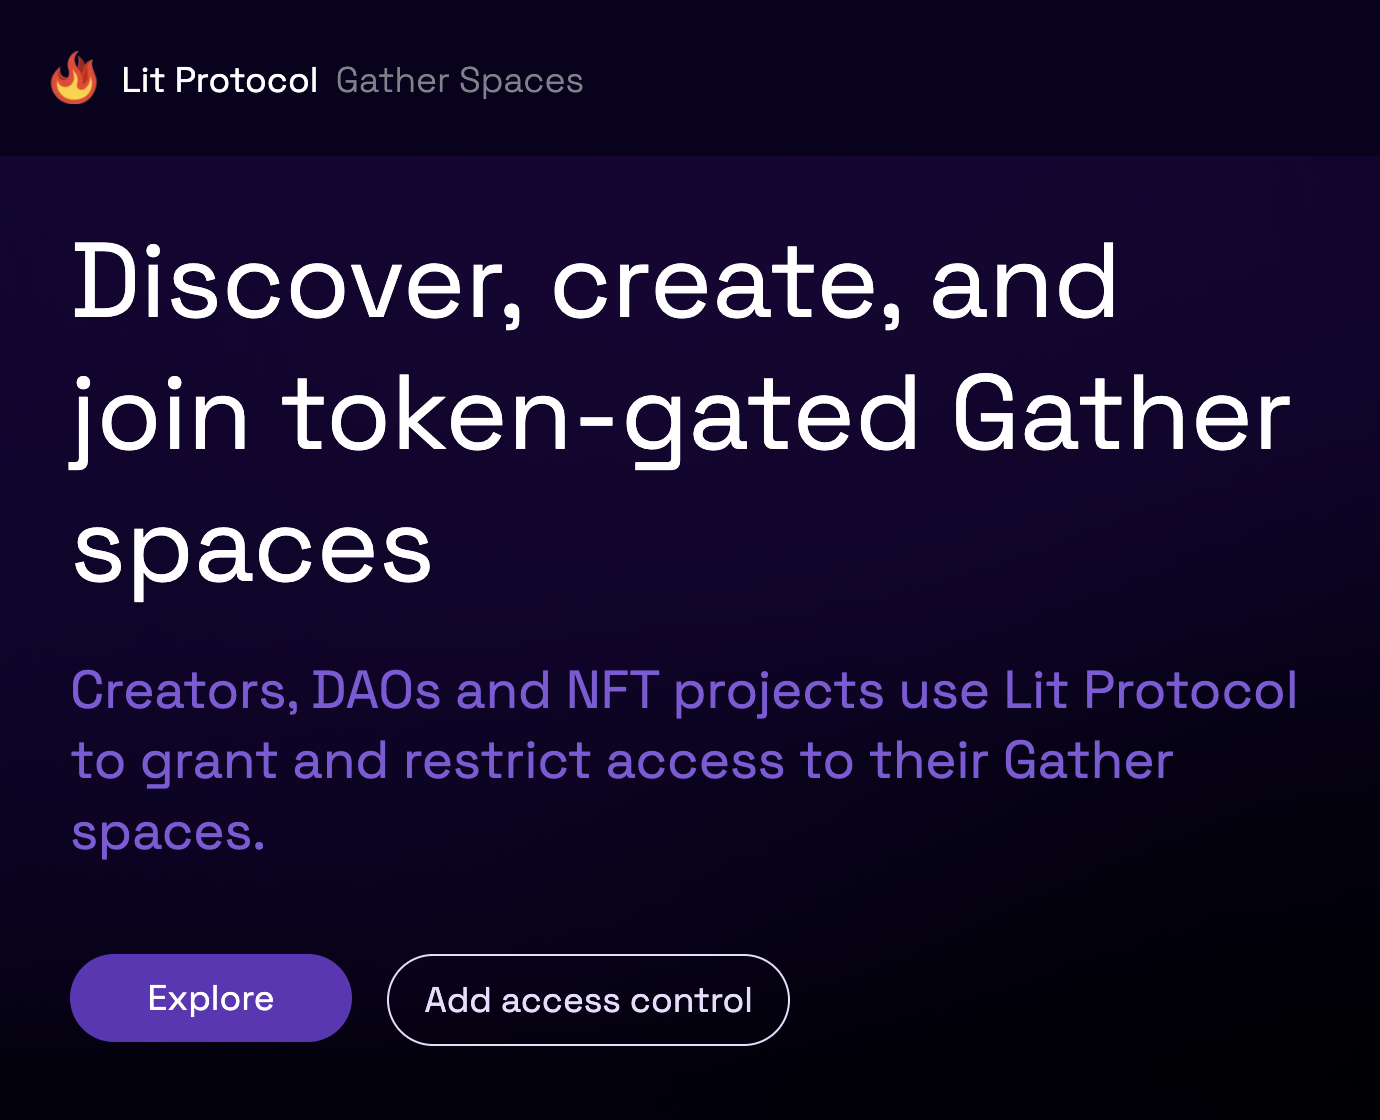 Lit Protocol Gather Spaces
Discover, create, and
join token-gated Gather
spaces
Creators, DAOs and NFT projects use Lit Protocol
to grant and restrict access to their Gather
spaces.
Explore
Add access control